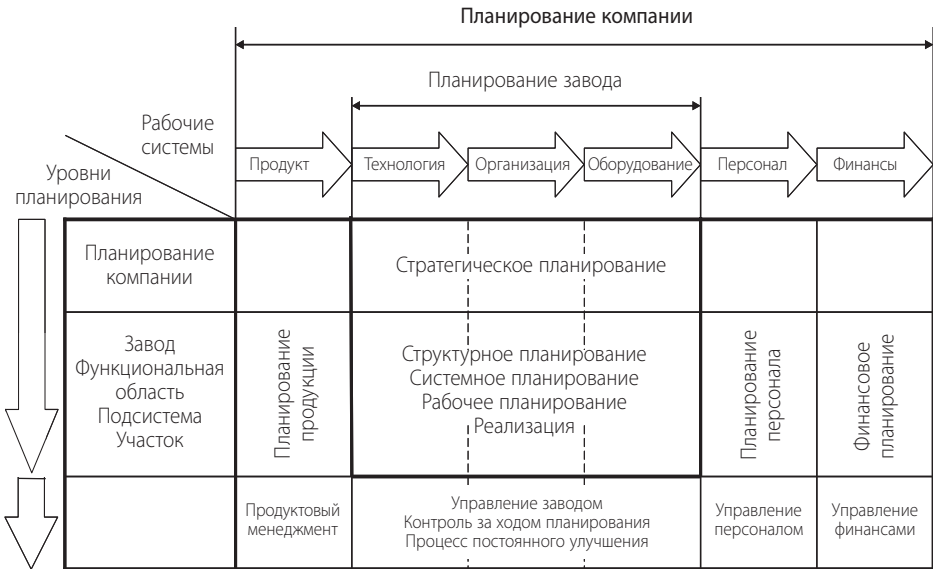 Планирование компании
Планирование завода
Рабочие
системы
Уровни
планирования
Продукт
Технология
Организация
Оборудование
Персонал
Финансы
Планирование
компании
Стратегическое планирование
Завод
Функциональная
область
Подсистема
Участок
Планирование
продукции
Структурное планирование
Системное планирование
Рабочее планирование
Реализация
Планирование
персонала
Финансовое
планирование
Продуктовый
менеджмент
Управление заводом
Контроль за ходом планирования
Процесс постоянного улучшения
Управление
персоналом
Управление
финансами